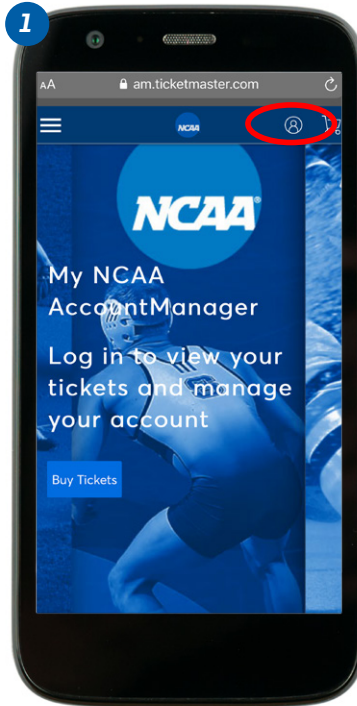 1
AA am.ticketmaster.com
NCAA
NCAA
My NCAA
AccountManager
Log in to view your
tickets and manage
your account
Buy Tickets